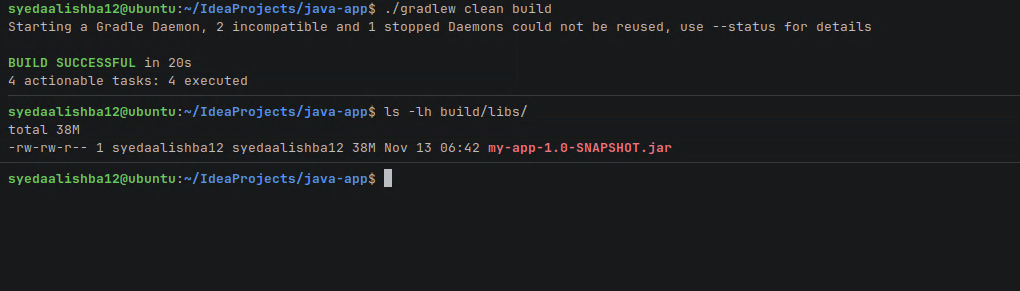 syedaalishba12@ubuntu:~/IdeaProjects/java-app$ ./gradlew clean build
Starting a Gradle Daemon, 2 incompatible and 1 stopped Daemons could not be reused, use --status for details
BUILD SUCCESSFUL in 20s
4 actionable tasks: 4 executed
syedaalishba12@ubuntu:~/IdeaProjects/java-app$ ls -lh build/libs/
total 38M
-rw-rw-r-- 1 syedaalishba12 syedaalishba12 38M Nov 13 06:42 my-app-1.0-SNAPSHOT.jar
syedaalishba12@ubuntu:~/IdeaProjects/java-app$